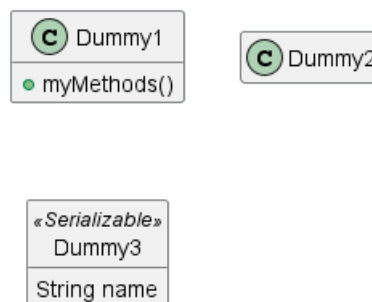 C Dummy1
myMethods()
C Dummy2
«Serializable»
Dummy3
String name